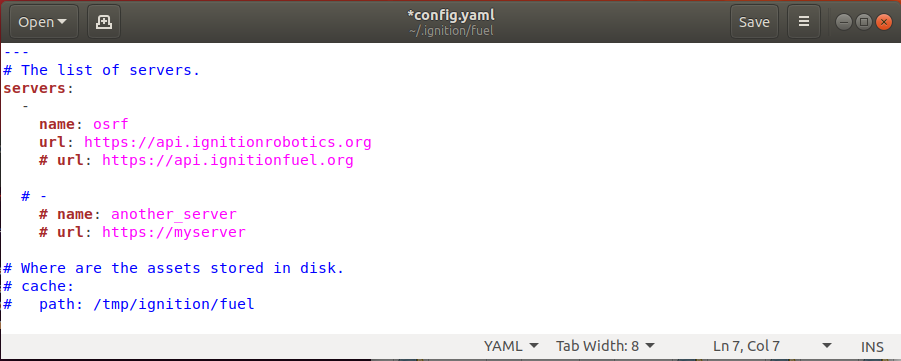 Open
*config.yaml
~/.ignition/fuel
Save
---
# The list of servers.
servers:
  -
    name: osrf
    url: https://api.ignitionrobotics.org
    # url: https://api.ignitionfuel.org

  # -
    # name: another_server
    # url: https://myserver

# Where are the assets stored in disk.
# cache:
#   path: /tmp/ignition/fuel
YAML
Tab Width: 8
Ln 7, Col 7
INS